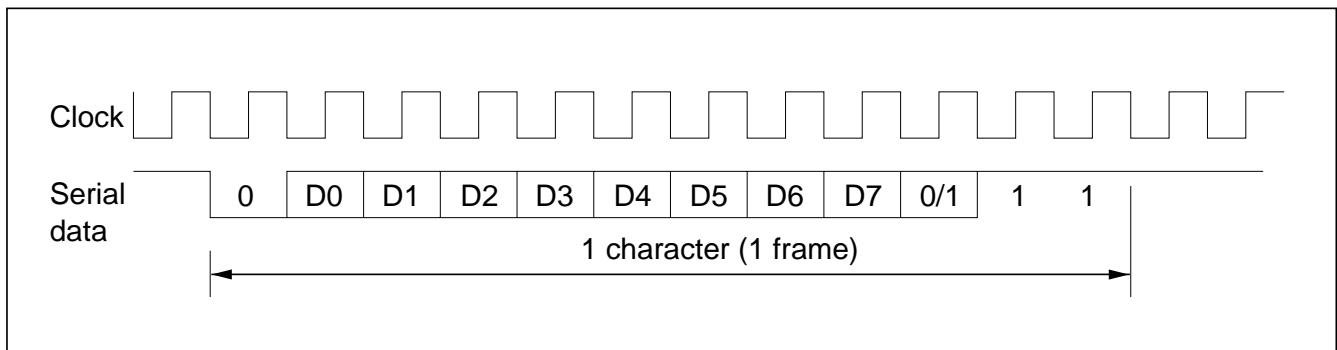 Clock
Serial
data
0 D0 D1 D2 D3 D4 D5 D6 D7 0/1 1 1
1 character (1 frame)